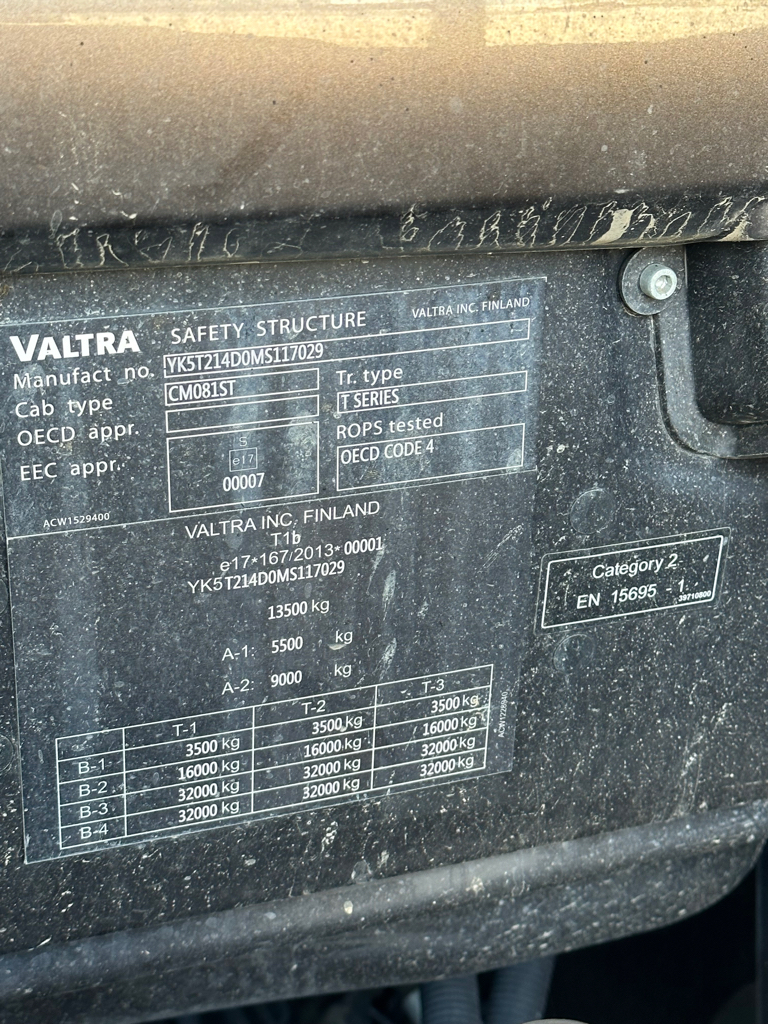 VALTRA SAFETY STRUCTURE VALTRA INC. FINLAND
Manufact no. YK5T214D0MS117029
Cab type CM081ST Tr. type T SERIES
OECD appr. ROPS tested
EEC appr. S e17 00007 OECD CODE 4
ACW1529400
VALTRA INC. FINLAND
T1b
e17*167/2013*00001
YK5T214D0MS117029
13500 kg
A-1: 5500 kg
A-2: 9000 kg
T-1 T-2 T-3
B-1 3500 kg 3500 kg 3500 kg
B-2 16000 kg 16000 kg 16000 kg
B-3 32000 kg 32000 kg 32000 kg
B-4 32000 kg 32000 kg 32000 kg
Category 2
EN 15695 - 1
39710800